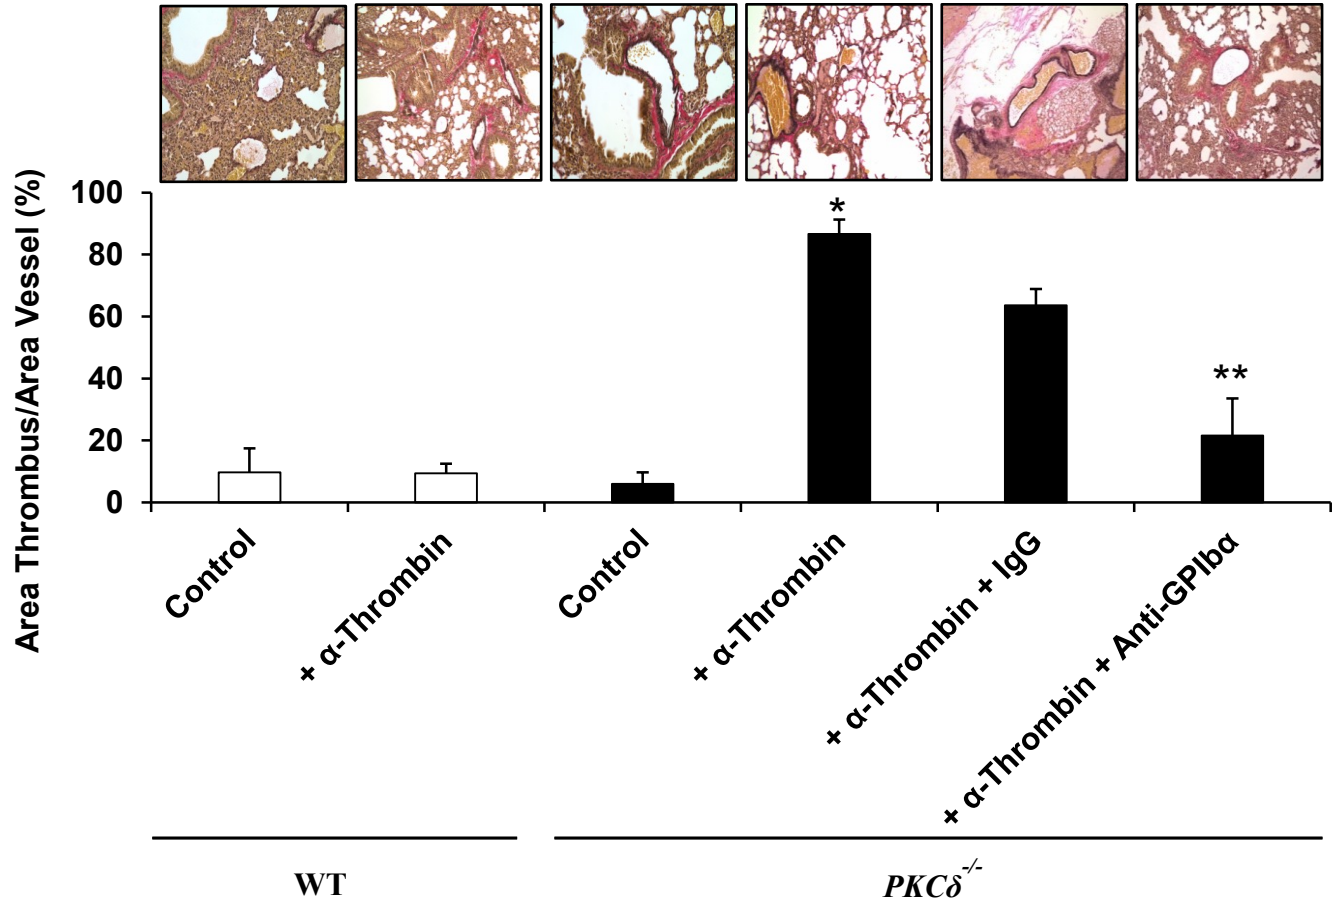 Area Thrombus/Area Vessel (%)
100
80
60
40
20
0
*
**
Control
+ α-Thrombin
Control
+ α-Thrombin
+ α-Thrombin + IgG
+ α-Thrombin + Anti-GPIbα
WT
PKCδ-/-